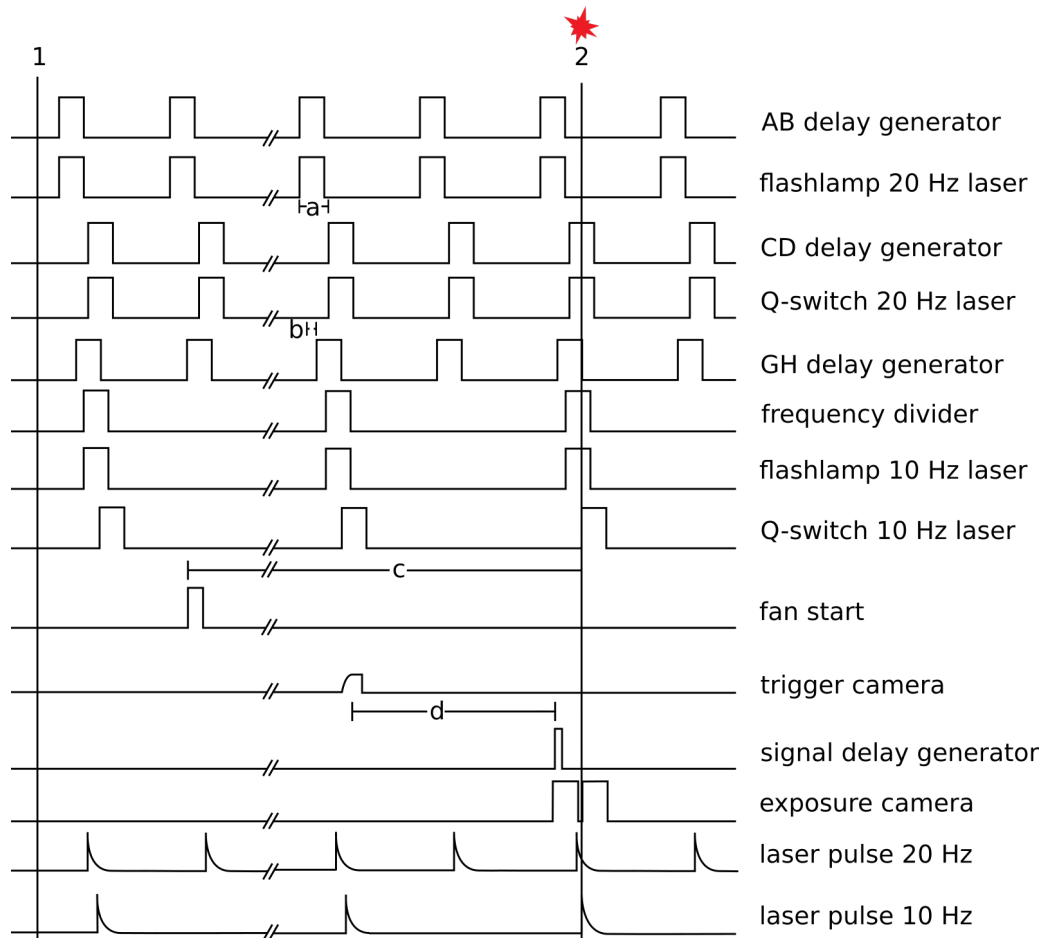 1
2
AB delay generator
flashlamp 20 Hz laser
a
CD delay generator
Q-switch 20 Hz laser
b
GH delay generator
frequency divider
flashlamp 10 Hz laser
Q-switch 10 Hz laser
c
fan start
trigger camera
d
signal delay generator
exposure camera
laser pulse 20 Hz
laser pulse 10 Hz